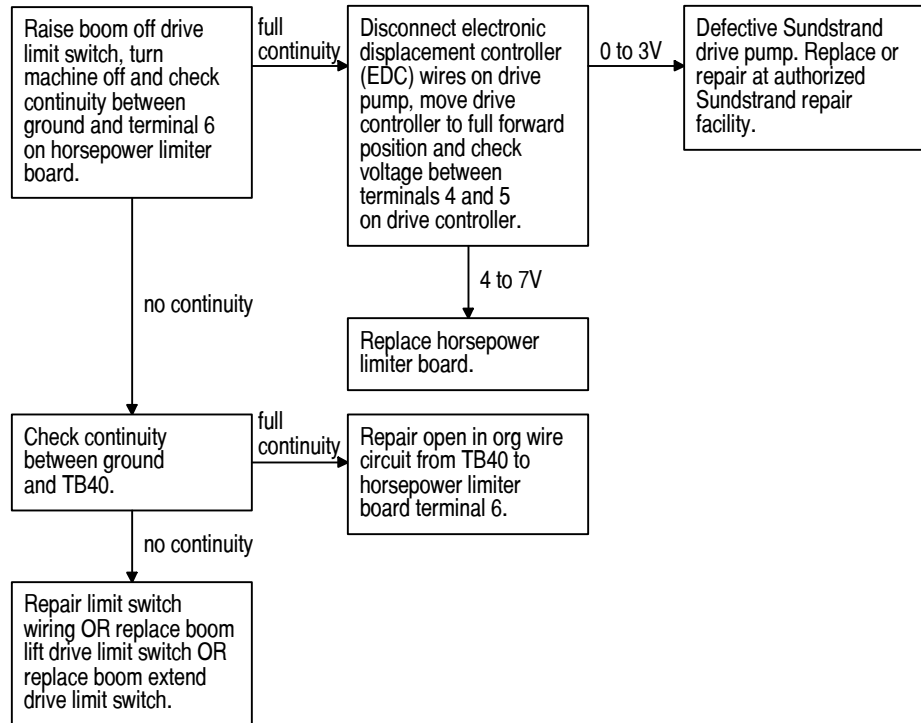 Raise boom off drive
limit switch, turn
machine off and check
continuity between
ground and terminal 6
on horsepower limiter
board.
full
continuity
Disconnect electronic
displacement controller
(EDC) wires on drive
pump, move drive
controller to full forward
position and check
voltage between
terminals 4 and 5
on drive controller.
0 to 3V
Defective Sundstrand
drive pump. Replace or
repair at authorized
Sundstrand repair
facility.
no continuity
4 to 7V
Replace horsepower
limiter board.
Check continuity
between ground
and TB40.
full
continuity
Repair open in org wire
circuit from TB40 to
horsepower limiter
board terminal 6.
no continuity
Repair limit switch
wiring OR replace boom
lift drive limit switch OR
replace boom extend
drive limit switch.